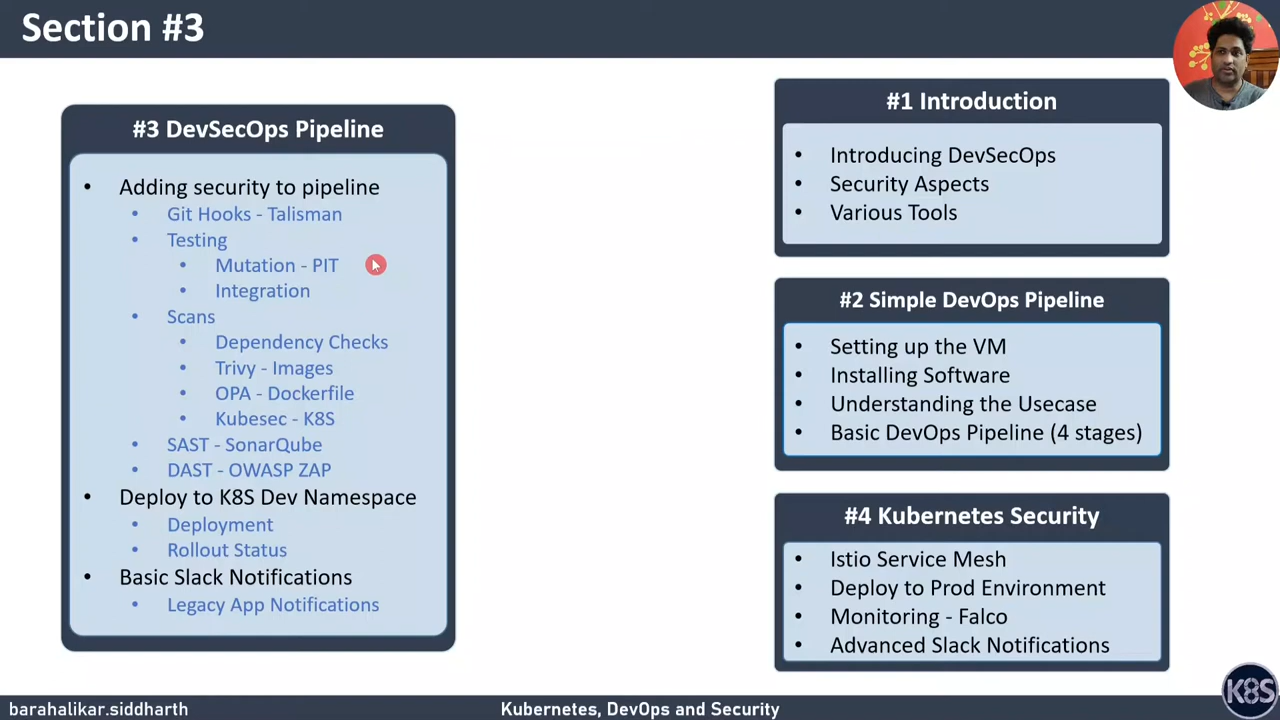 Section #3
#3 DevSecOps Pipeline
• Adding security to pipeline
• Git Hooks - Talisman
• Testing
• Mutation - PIT
• Integration
• Scans
• Dependency Checks
• Trivy - Images
• OPA - Dockerfile
• Kubesec - K8S
• SAST - SonarQube
• DAST - OWASP ZAP
• Deploy to K8S Dev Namespace
• Deployment
• Rollout Status
• Basic Slack Notifications
• Legacy App Notifications
#1 Introduction
• Introducing DevSecOps
• Security Aspects
• Various Tools
#2 Simple DevOps Pipeline
• Setting up the VM
• Installing Software
• Understanding the Usecase
• Basic DevOps Pipeline (4 stages)
#4 Kubernetes Security
• Istio Service Mesh
• Deploy to Prod Environment
• Monitoring - Falco
• Advanced Slack Notifications
barahalikar.siddharth
Kubernetes, DevOps and Security
K8S